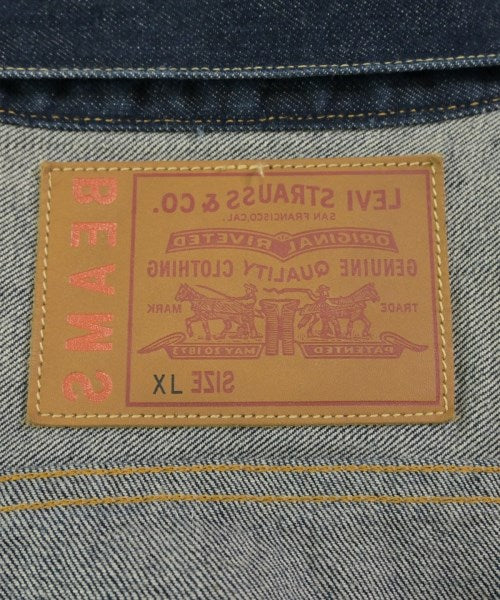 LEVI STRAUSS & CO.
SAN FRANCISCO,CAL.
ORIGINAL RIVETED
GENUINE QUALITY CLOTHING
TRADE MARK
PATENTED MAY 20 1873
SIZE XL
BEAMS